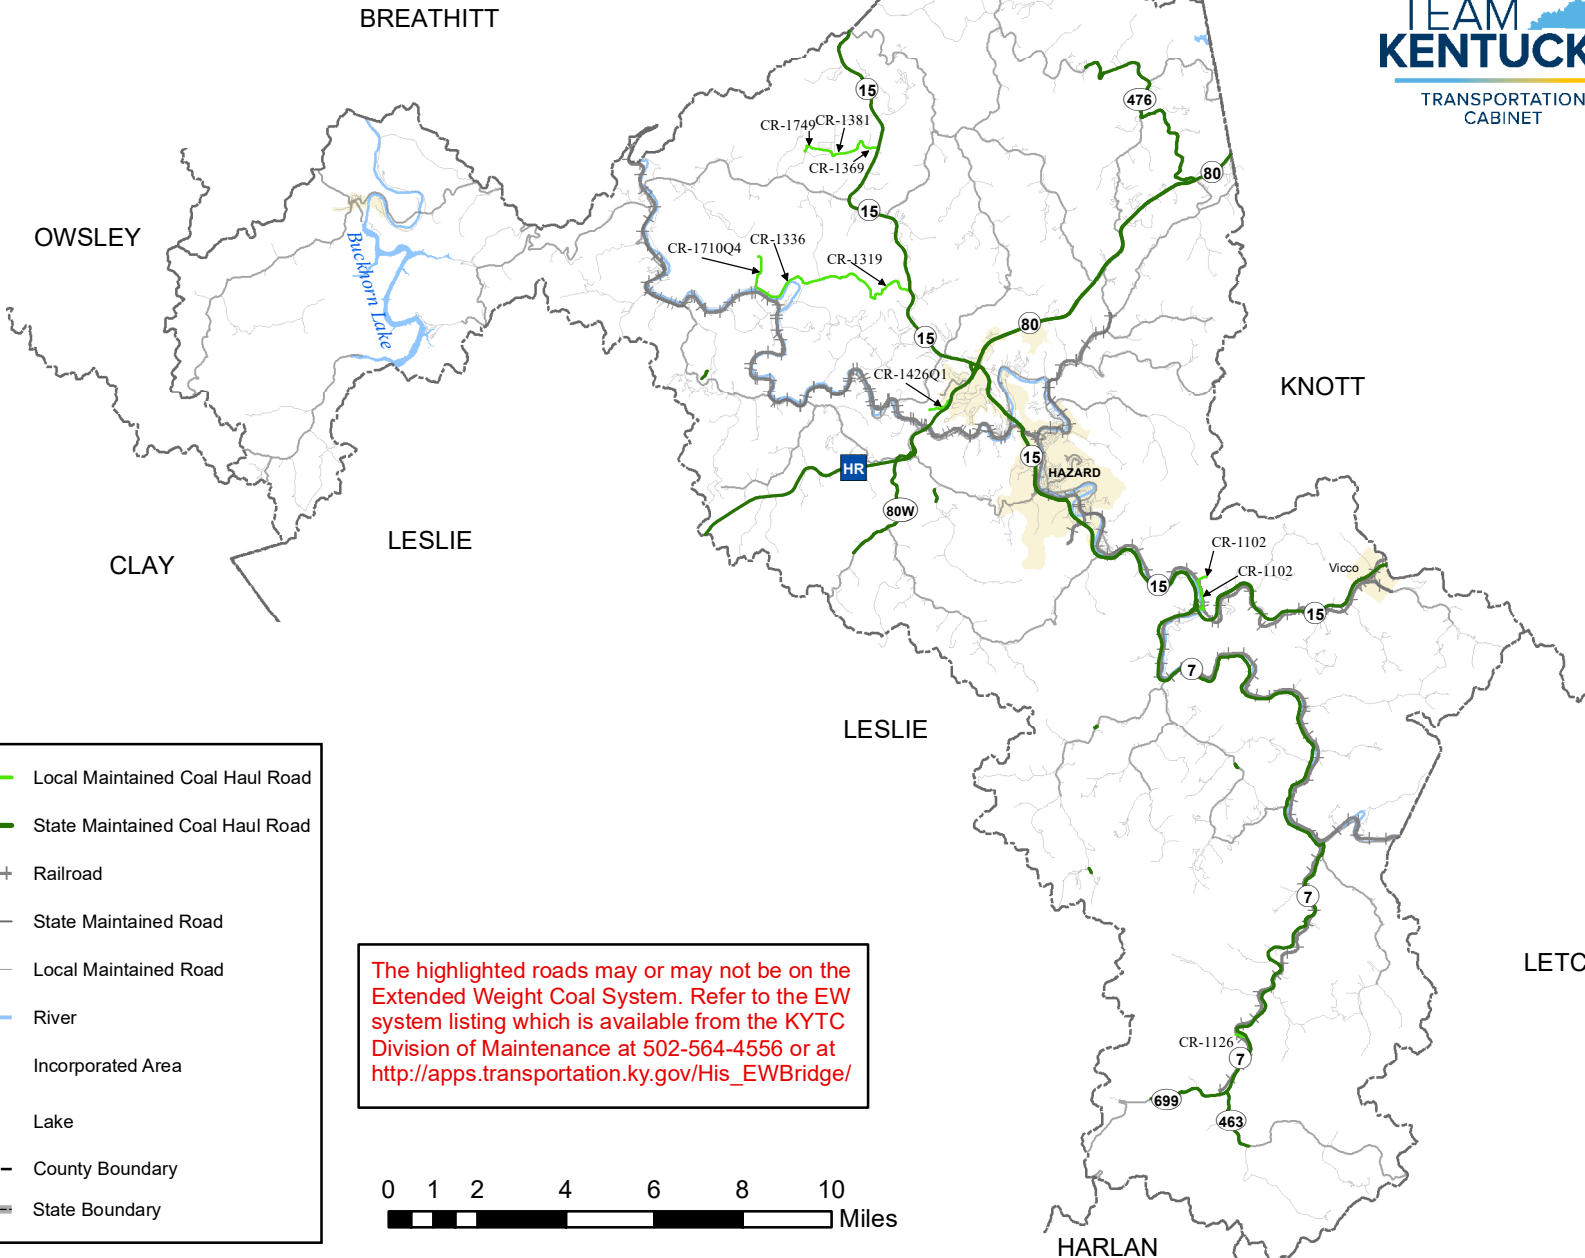 BREATHITT
TEAM
KENTUCK
TRANSPORTATION
CABINET
15
476
CR-1749
CR-1381
CR-1369
80
15
OWSLEY
Buckhorn Lake
CR-1710Q4
CR-1336
CR-1319
15
80
CR-1426Q1
KNOTT
15
HR
HAZARD
80W
LESLIE
CLAY
CR-1102
CR-1102
Vicco
15
15
7
LESLIE
Local Maintained Coal Haul Road
State Maintained Coal Haul Road
Railroad
State Maintained Road
Local Maintained Road
River
Incorporated Area
Lake
County Boundary
State Boundary
7
The highlighted roads may or may not be on the
Extended Weight Coal System. Refer to the EW
system listing which is available from the KYTC
Division of Maintenance at 502-564-4556 or at
http://apps.transportation.ky.gov/His_EWBridge/
LETC
CR-1126
7
699
463
0 1 2 4 6 8 10
Miles
HARLAN